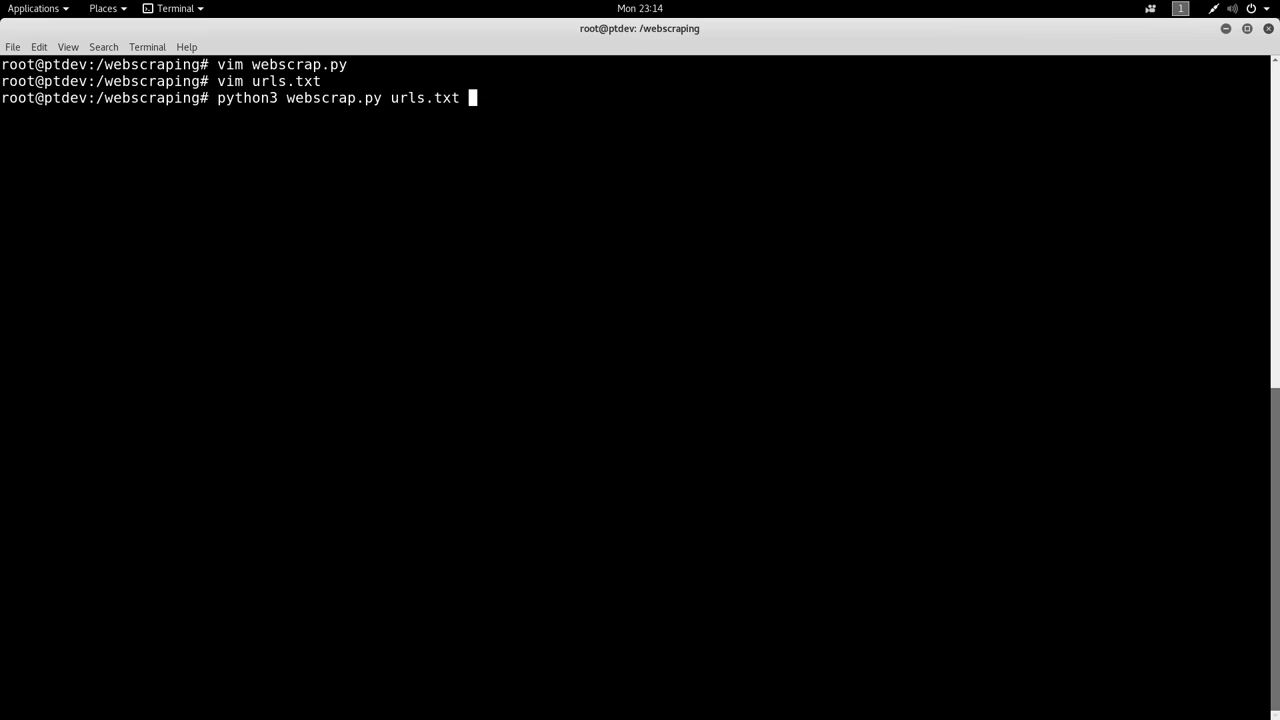 Applications Places Terminal Mon 23:14 1
root@ptdev: /webscraping
File Edit View Search Terminal Help
root@ptdev:/webscraping# vim webscrap.py
root@ptdev:/webscraping# vim urls.txt
root@ptdev:/webscraping# python3 webscrap.py urls.txt